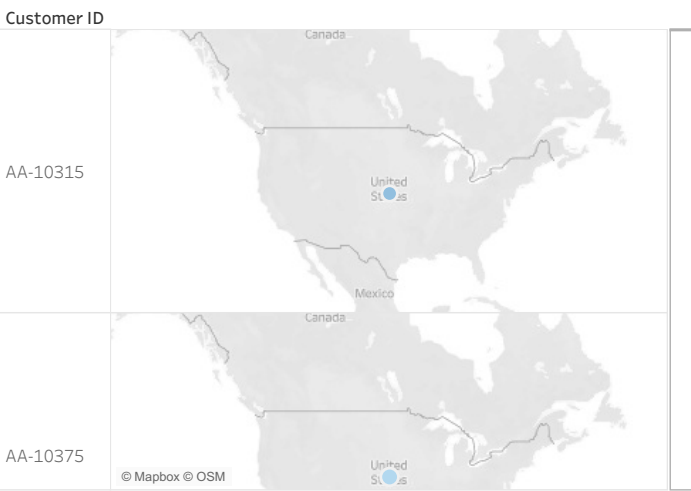 Customer ID
Canada
AA-10315
United
States
Mexico
Canada
AA-10375
© Mapbox © OSM
United
States